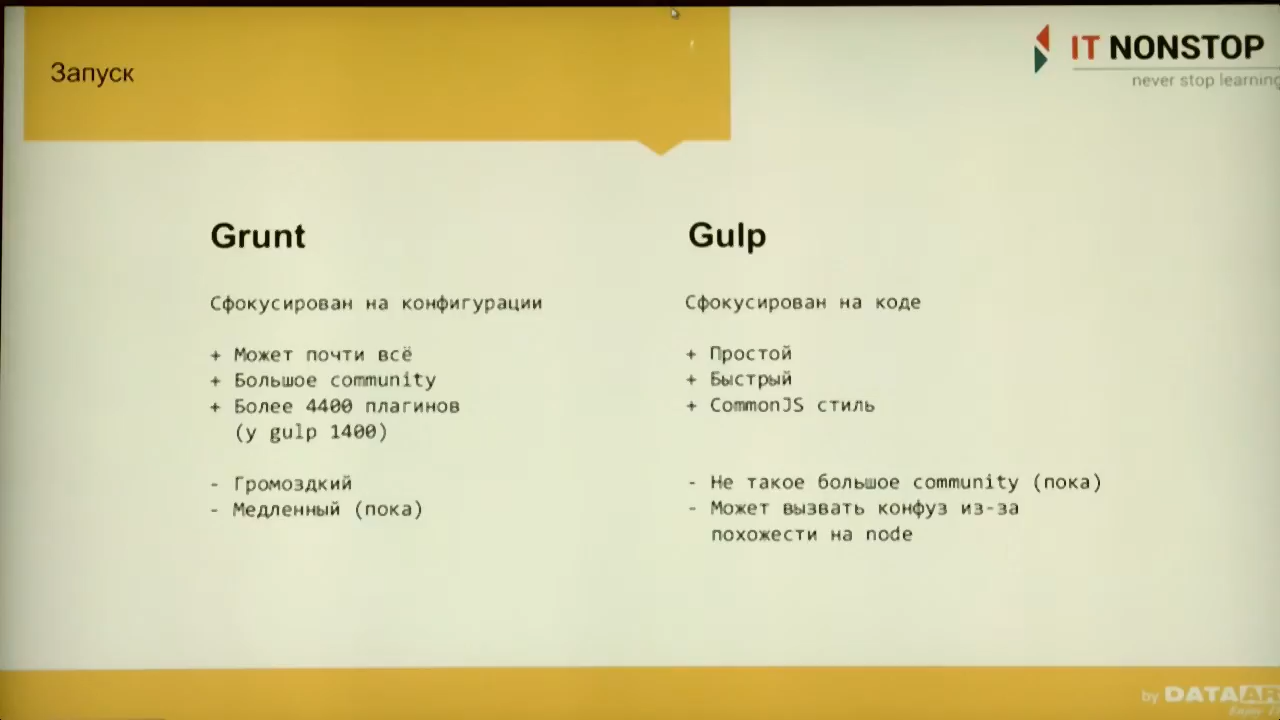 Запуск
IT NONSTOP
never stop learning
Grunt
Сфокусирован на конфигурации
+ Может почти всё
+ Большое community
+ Более 4400 плагинов
(у gulp 1400)
- Громоздкий
- Медленный (пока)
Gulp
Сфокусирован на коде
+ Простой
+ Быстрый
+ CommonJS стиль
- Не такое большое community (пока)
- Может вызвать конфуз из-за
похожести на node
by DATAAR